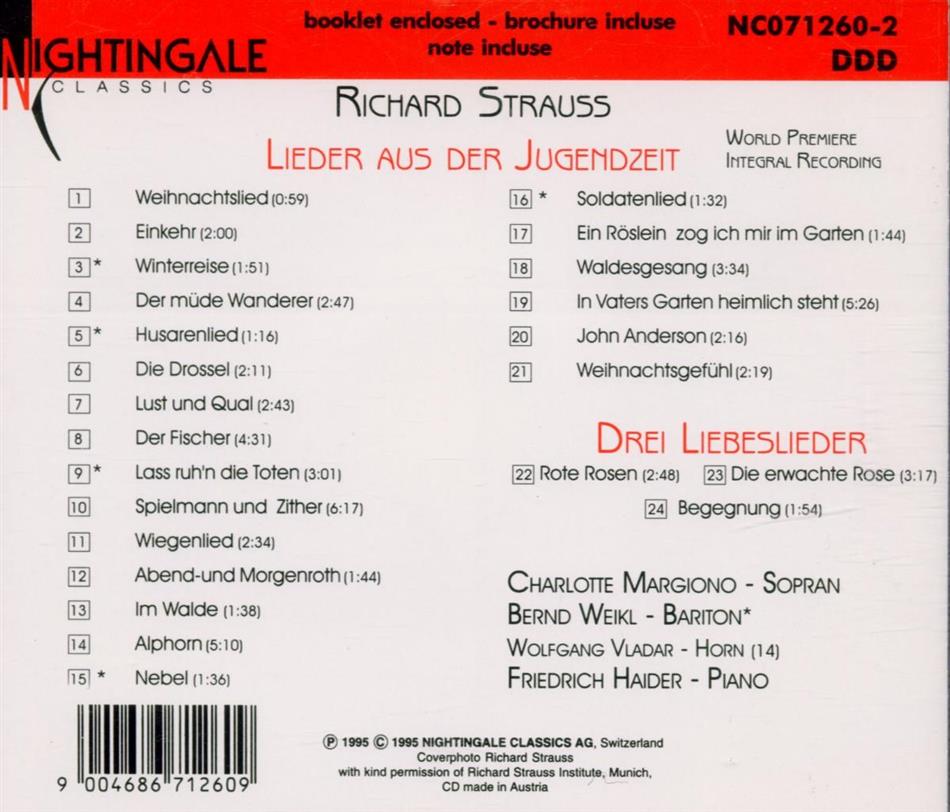 booklet enclosed - brochure incluse
note incluse
NC071260-2
DDD
NIGHTINGALE
CLASSICS
RICHARD STRAUSS
LIEDER AUS DER JUGENDZEIT
WORLD PREMIERE
INTEGRAL RECORDING
1 Weihnachtslied (0:59)
2 Einkehr (2:00)
3 * Winterreise (1:51)
4 Der müde Wanderer (2:47)
5 * Husarenlied (1:16)
6 Die Drossel (2:11)
7 Lust und Qual (2:43)
8 Der Fischer (4:31)
9 * Lass ruh'n die Toten (3:01)
10 Spielmann und Zither (6:17)
11 Wiegenlied (2:34)
12 Abend-und Morgenroth (1:44)
13 Im Walde (1:38)
14 Alphorn (5:10)
15 * Nebel (1:36)
16 * Soldatenlied (1:32)
17 Ein Röslein zog ich mir im Garten (1:44)
18 Waldesgesang (3:34)
19 In Vaters Garten heimlich steht (5:26)
20 John Anderson (2:16)
21 Weihnachtsgefühl (2:19)
DREI LIEBESLIEDER
22 Rote Rosen (2:48) 23 Die erwachte Rose (3:17)
24 Begegnung (1:54)
CHARLOTTE MARGIONO - SOPRAN
BERND WEIKL - BARITON*
WOLFGANG VLADAR - HORN (14)
FRIEDRICH HAIDER - PIANO
9 004686 712609
℗ 1995 © 1995 NIGHTINGALE CLASSICS AG, Switzerland
Coverphoto Richard Strauss
with kind permission of Richard Strauss Institute, Munich,
CD made in Austria